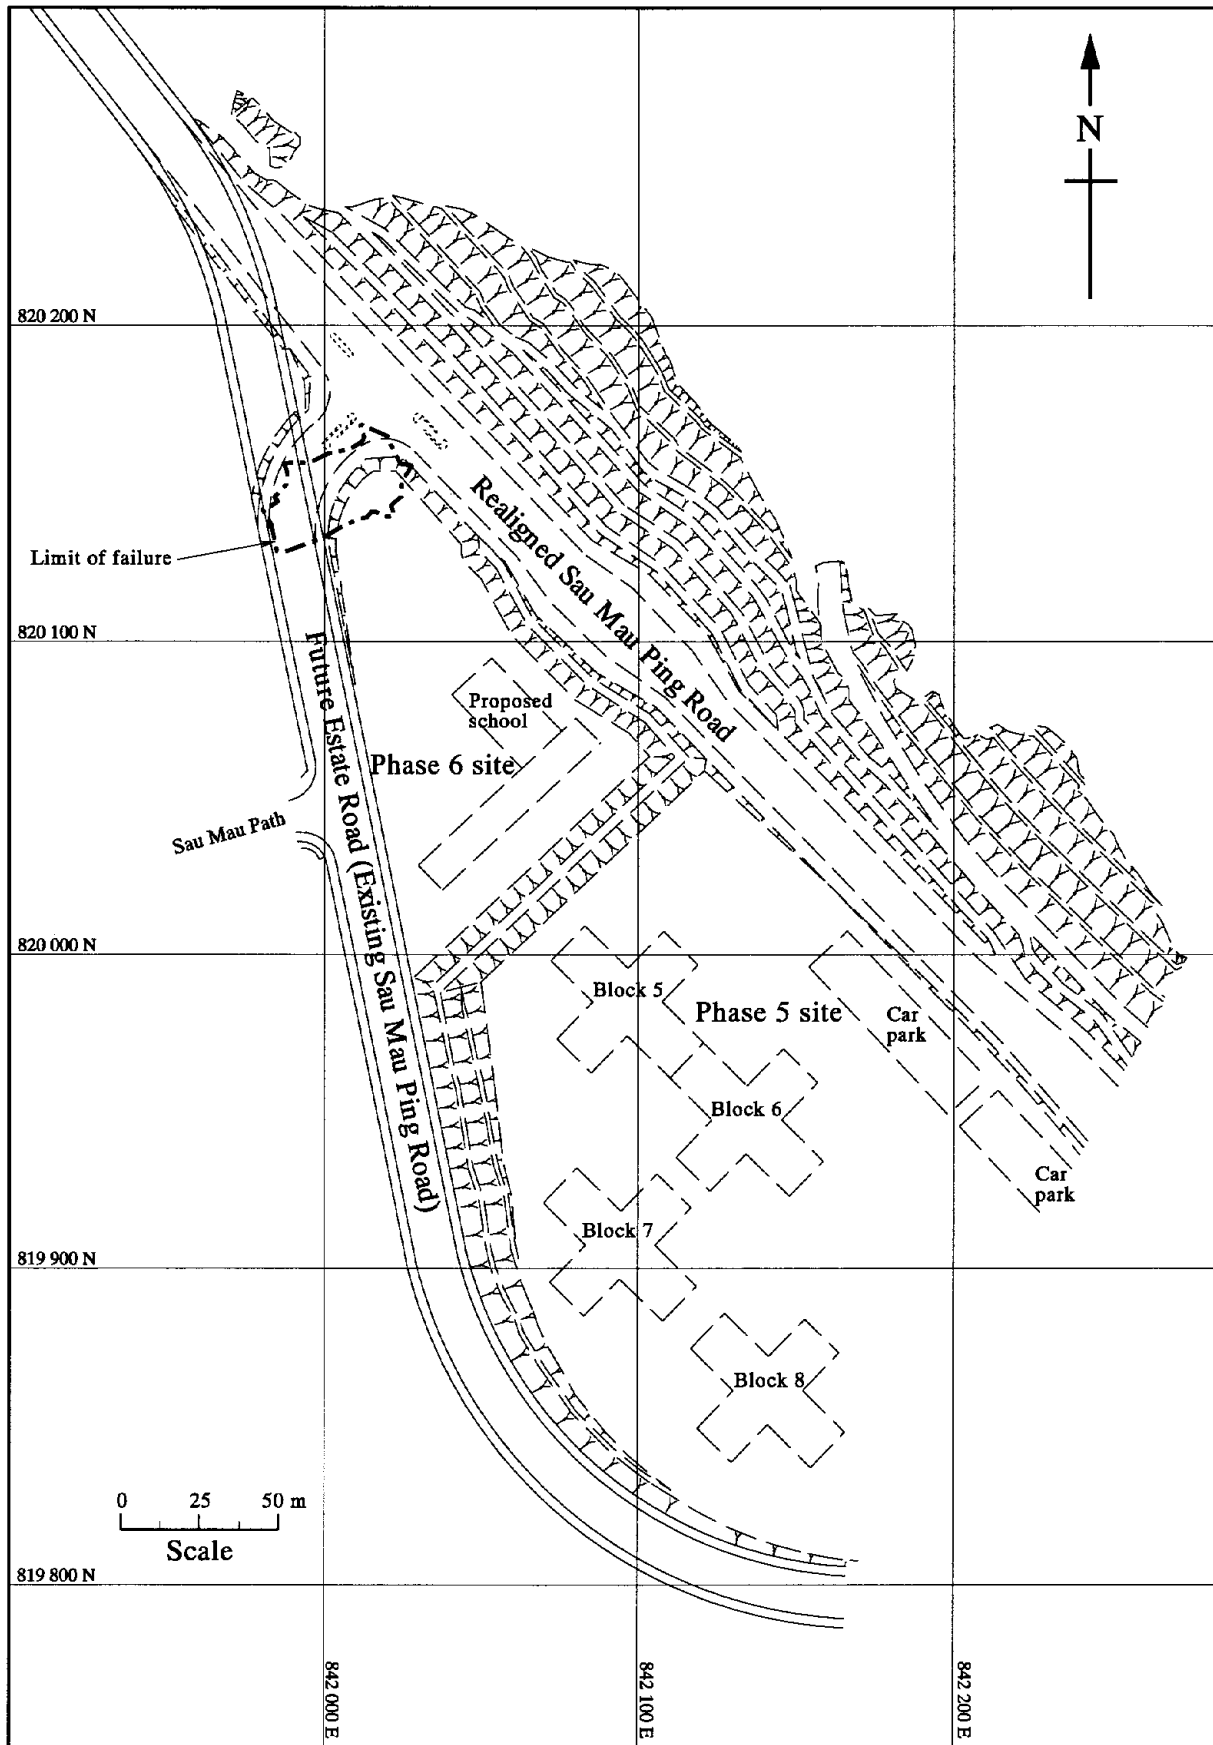 N
820 200 N
Realigned Sau Mau Ping Road
Limit of failure
820 100 N
Future Estate Road (Existing Sau Mau Ping Road)
Proposed
school
Phase 6 site
Sau Mau Path
820 000 N
Block 5
Phase 5 site
Car
park
Block 6
Car
park
Block 7
819 900 N
Block 8
0 25 50 m
Scale
819 800 N
842 000 E
842 100 E
842 200 E